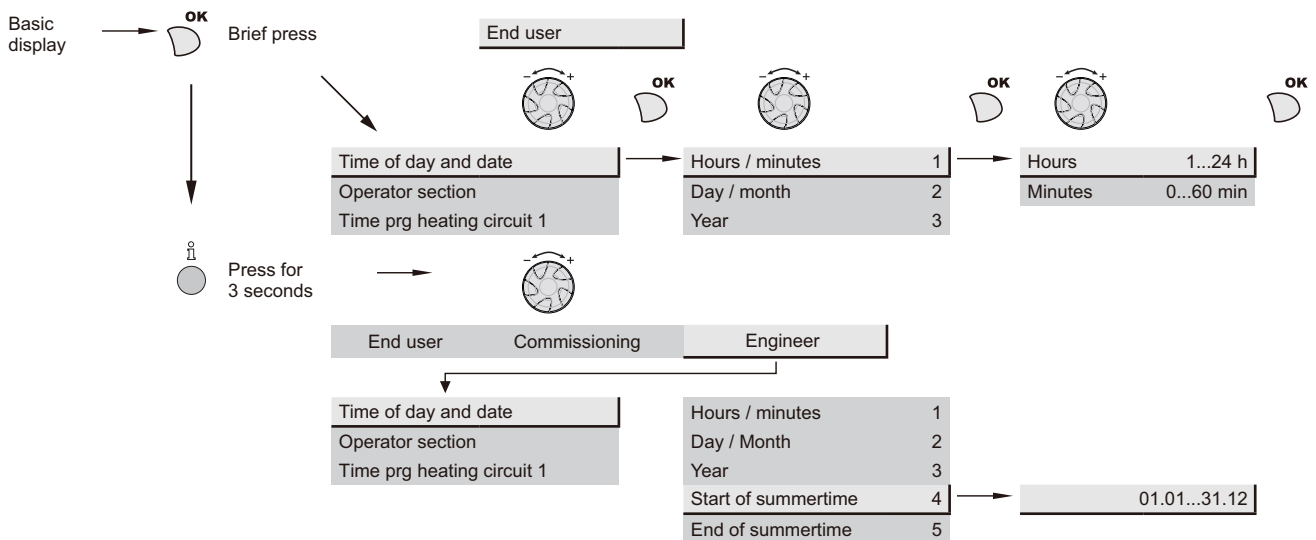 OK
Basic
display
Brief press
End user
- +
OK
- +
OK
- +
OK
Time of day and date
Operator section
Time prg heating circuit 1
Hours / minutes 1
Day / month 2
Year 3
Hours 1...24 h
Minutes 0...60 min
Press for
3 seconds
- +
End user Commissioning Engineer
Time of day and date
Operator section
Time prg heating circuit 1
Hours / minutes 1
Day / Month 2
Year 3
Start of summertime 4
End of summertime 5
01.01...31.12